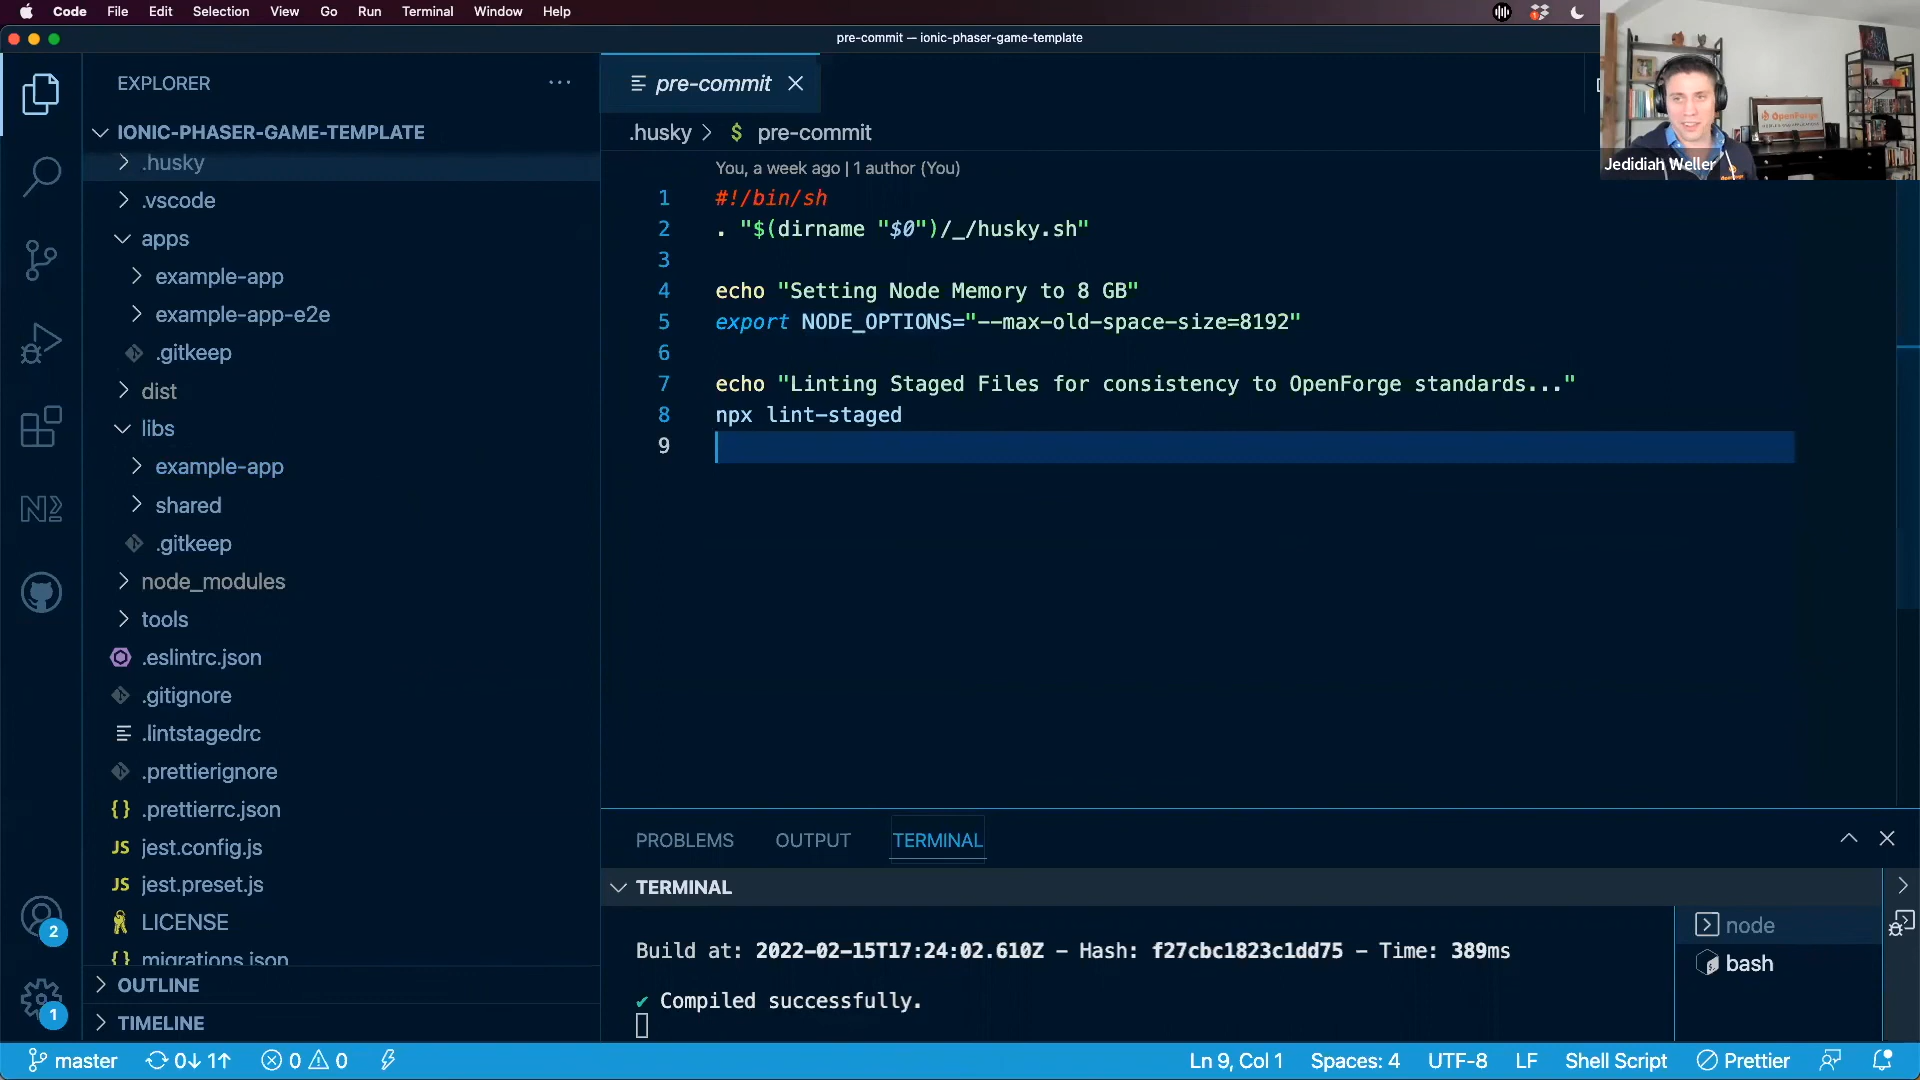 Code File Edit Selection View Go Run Terminal Window Help
pre-commit — ionic-phaser-game-template
EXPLORER
IONIC-PHASER-GAME-TEMPLATE
.husky
.vscode
apps
example-app
example-app-e2e
.gitkeep
dist
libs
example-app
shared
.gitkeep
node_modules
tools
.eslintrc.json
.gitignore
.lintstagedrc
.prettierignore
{} .prettierrc.json
JS jest.config.js
JS jest.preset.js
LICENSE
{} migrations.json
OUTLINE
TIMELINE
2
1
pre-commit
.husky > $ pre-commit
You, a week ago | 1 author (You)
1 #!/bin/sh
2 . "$(dirname "$0")/_/husky.sh"
3
4 echo "Setting Node Memory to 8 GB"
5 export NODE_OPTIONS="--max-old-space-size=8192"
6
7 echo "Linting Staged Files for consistency to OpenForge standards..."
8 npx lint-staged
9
OpenForge
Jedidiah Weller
PROBLEMS OUTPUT TERMINAL
TERMINAL
Build at: 2022-02-15T17:24:02.610Z - Hash: f27cbc1823c1dd75 - Time: 389ms
✔ Compiled successfully.
node
bash
master 0↓ 1↑ 0 0 Ln 9, Col 1 Spaces: 4 UTF-8 LF Shell Script Prettier